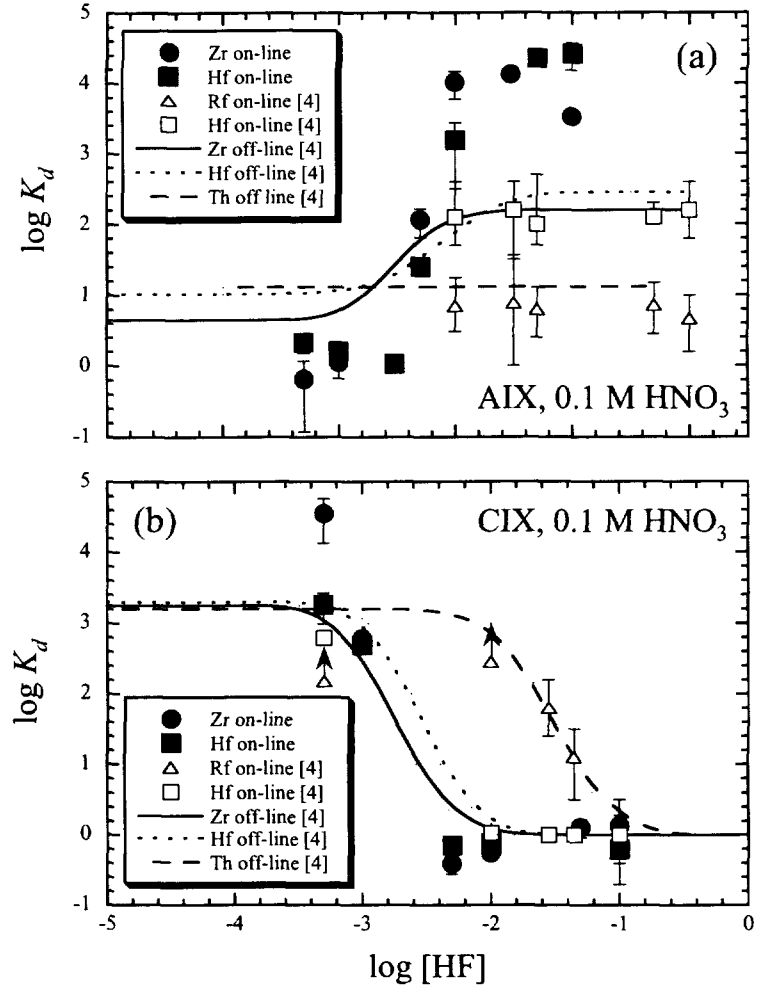 5
4
3
2
1
0
-1
log K_d
Zr on-line
Hf on-line
Rf on-line [4]
Hf on-line [4]
Zr off-line [4]
Hf off-line [4]
Th off line [4]
(a)
AIX, 0.1 M HNO₃
5
4
3
2
1
0
-1
log K_d
(b)
CIX, 0.1 M HNO₃
Zr on-line
Hf on-line
Rf on-line [4]
Hf on-line [4]
Zr off-line [4]
Hf off-line [4]
Th off-line [4]
-5 -4 -3 -2 -1 0
log [HF]